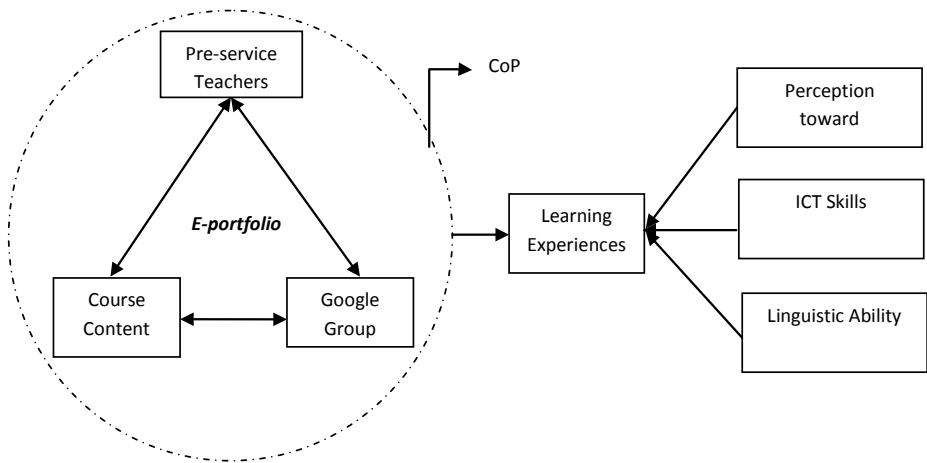 Pre-service
Teachers
CoP
Perception
toward
E-portfolio
ICT Skills
Learning
Experiences
Course
Content
Google
Group
Linguistic Ability